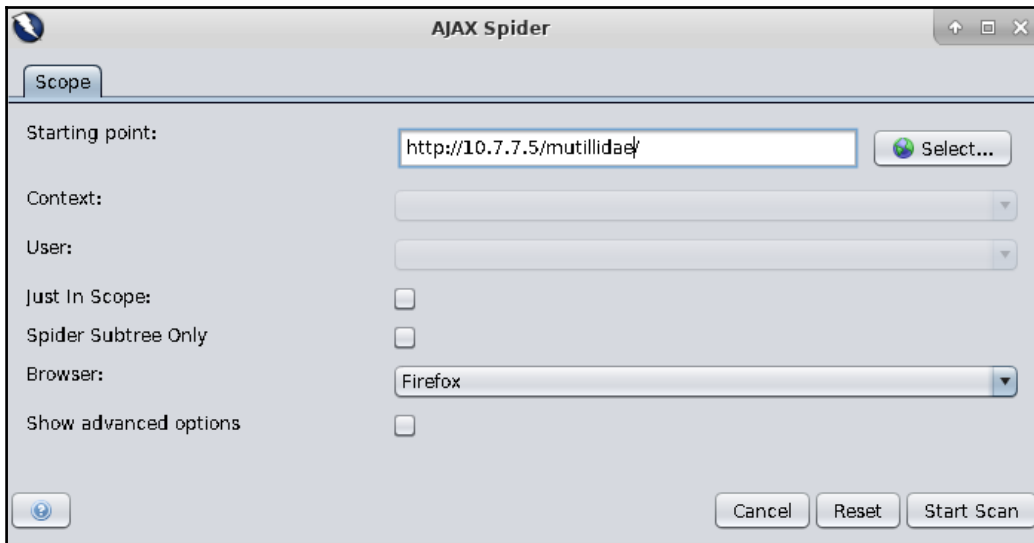 AJAX Spider
Scope
Starting point:
http://10.7.7.5/mutillidae/
Select...
Context:
User:
Just In Scope:
Spider Subtree Only
Browser:
Firefox
Show advanced options
Cancel
Reset
Start Scan